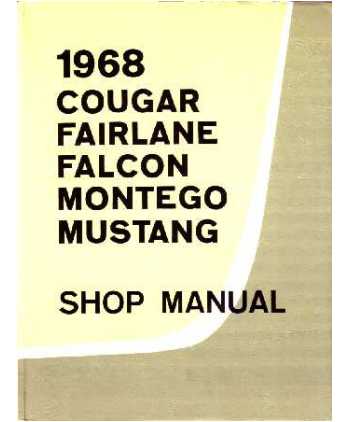 1968
COUGAR
FAIRLANE
FALCON
MONTEGO
MUSTANG
SHOP MANUAL